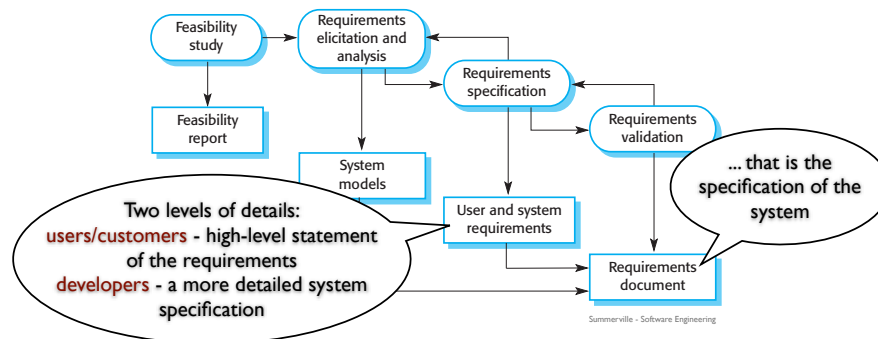 Feasibility
study
Requirements
elicitation and
analysis
Requirements
specification
Requirements
validation
Feasibility
report
System
models
User and system
requirements
Requirements
document
Two levels of details:
users/customers - high-level statement
of the requirements
developers - a more detailed system
specification
... that is the
specification of the
system
Summerville - Software Engineering